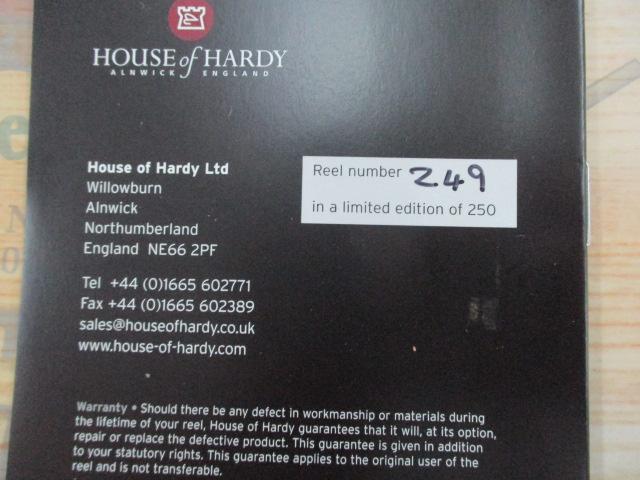 HOUSE of HARDY
ALNWICK ENGLAND
House of Hardy Ltd
Willowburn
Alnwick
Northumberland
England NE66 2PF
Tel +44 (0)1665 602771
Fax +44 (0)1665 602389
sales@houseofhardy.co.uk
www.house-of-hardy.com
Reel number 249
in a limited edition of 250
Warranty • Should there be any defect in workmanship or materials during
the lifetime of your reel, House of Hardy guarantees that it will, at its option,
repair or replace the defective product. This guarantee is given in addition
to your statutory rights. This guarantee applies to the original user of the
reel and is not transferable.